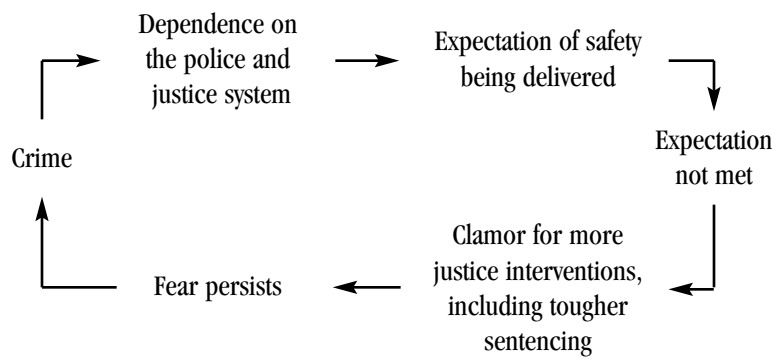 Dependence on
the police and
justice system
Expectation of safety
being delivered
Expectation
not met
Clamor for more
justice interventions,
including tougher
sentencing
Fear persists
Crime